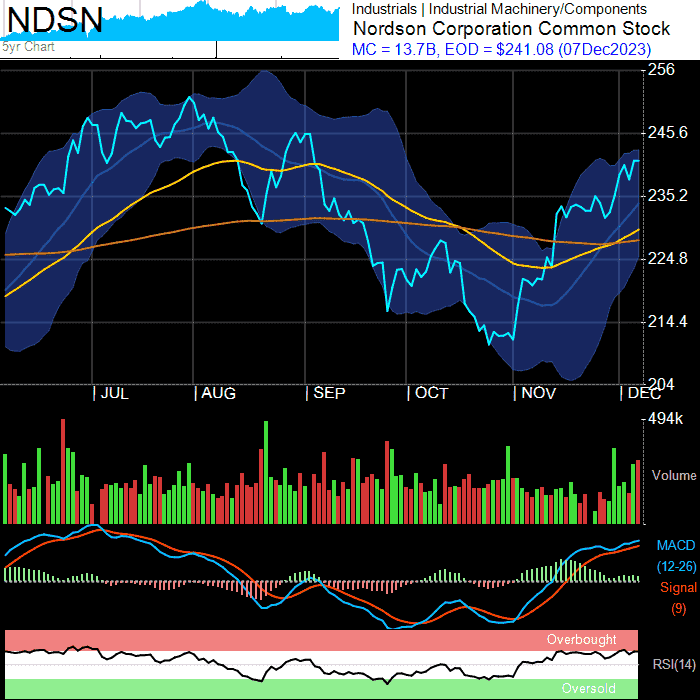 NDSN
5yr Chart
Industrials | Industrial Machinery/Components
Nordson Corporation Common Stock
MC = 13.7B, EOD = $241.08 (07Dec2023)
256
245.6
235.2
224.8
214.4
204
JUL
AUG
SEP
OCT
NOV
DEC
494k
Volume
MACD
(12-26)
Signal
(9)
Overbought
RSI(14)
Oversold